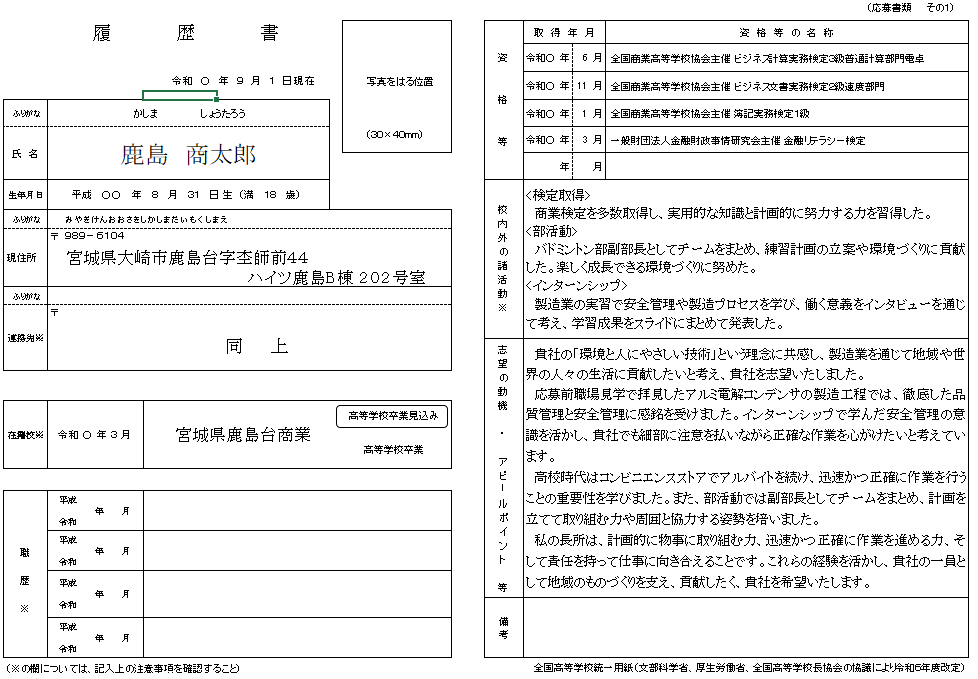 （応募書類　その1）
履　歴　書
令和 〇 年 9 月 1 日現在
写真をはる位置
（30×40mm）
ふりがな
かしま　しょうたろう
氏 名
鹿島　商太郎
生年月日
平成 〇〇 年 8 月 31 日生（満 18 歳）
ふりがな
みやぎけんおおさきしかしまだいもくしまえ
現住所
〒 989－6104
宮城県大崎市鹿島台字杢師前44
ハイツ鹿島B棟 202号室
ふりがな
連絡先※
〒
同　上
在籍校※
令和 〇 年 3 月
宮城県鹿島台商業
高等学校卒業見込み
高等学校卒業
職歴※
平成
令和
年　月
平成
令和
年　月
平成
令和
年　月
平成
令和
年　月
（※の欄については、記入上の注意事項を確認すること）
資格等
取 得 年 月
資 格 等 の 名 称
令和〇 年 6 月
全国商業高等学校協会主催 ビジネス計算実務検定3級普通計算部門電卓
令和〇 年 11 月
全国商業高等学校協会主催 ビジネス文書実務検定2級速度部門
令和〇 年 1 月
全国商業高等学校協会主催 簿記実務検定1級
令和〇 年 3 月
一般財団法人金融財政事情研究会主催 金融リテラシー検定
年　月
校内外の諸活動※
<検定取得>
商業検定を多数取得し、実用的な知識と計画的に努力する力を習得した。
<部活動>
バドミントン部副部長としてチームをまとめ、練習計画の立案や環境づくりに貢献
した。楽しく成長できる環境づくりに努めた。
<インターンシップ>
製造業の実習で安全管理や製造プロセスを学び、働く意義をインタビューを通じ
て考え、学習成果をスライドにまとめて発表した。
志望の動機・アピールポイント等
貴社の「環境と人にやさしい技術」という理念に共感し、製造業を通じて地域や世
界の人々の生活に貢献したいと考え、貴社を志望いたしました。
応募前職場見学で拝見したアルミ電解コンデンサの製造工程では、徹底した品
質管理と安全管理に感銘を受けました。インターンシップで学んだ安全管理の意
識を活かし、貴社でも細部に注意を払いながら正確な作業を心がけたいと考えてい
ます。
高校時代はコンビニエンスストアでアルバイトを続け、迅速かつ正確に作業を行う
ことの重要性を学びました。また、部活動では副部長としてチームをまとめ、計画を
立てて取り組む力や周囲と協力する姿勢を培いました。
私の長所は、計画的に物事に取り組む力、迅速かつ正確に作業を進める力、そ
して責任を持って仕事に向き合えることです。これらの経験を活かし、貴社の一員と
して地域のものづくりを支え、貢献したく、貴社を希望いたします。
備考
全国高等学校統一用紙（文部科学省、厚生労働省、全国高等学校長協会の協議により令和6年度改定）